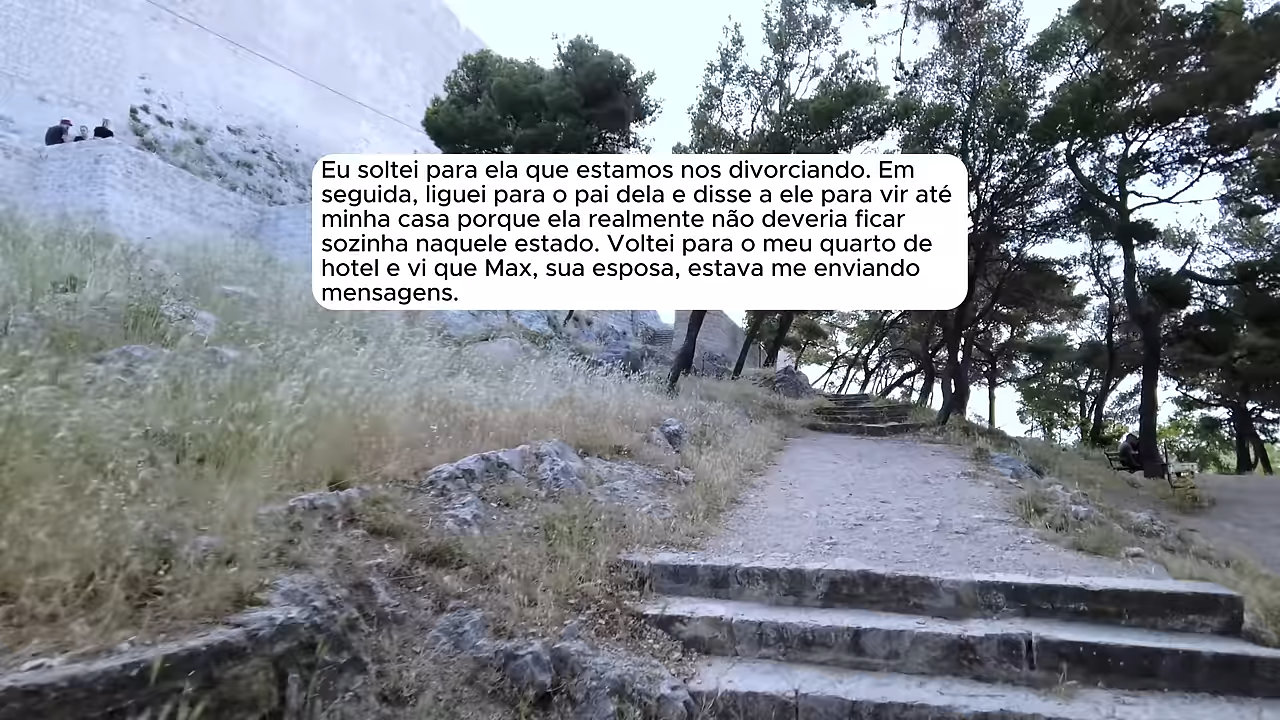 Eu soltei para ela que estamos nos divorciando. Em
seguida, liguei para o pai dela e disse a ele para vir até
minha casa porque ela realmente não deveria ficar
sozinha naquele estado. Voltei para o meu quarto de
hotel e vi que Max, sua esposa, estava me enviando
mensagens.